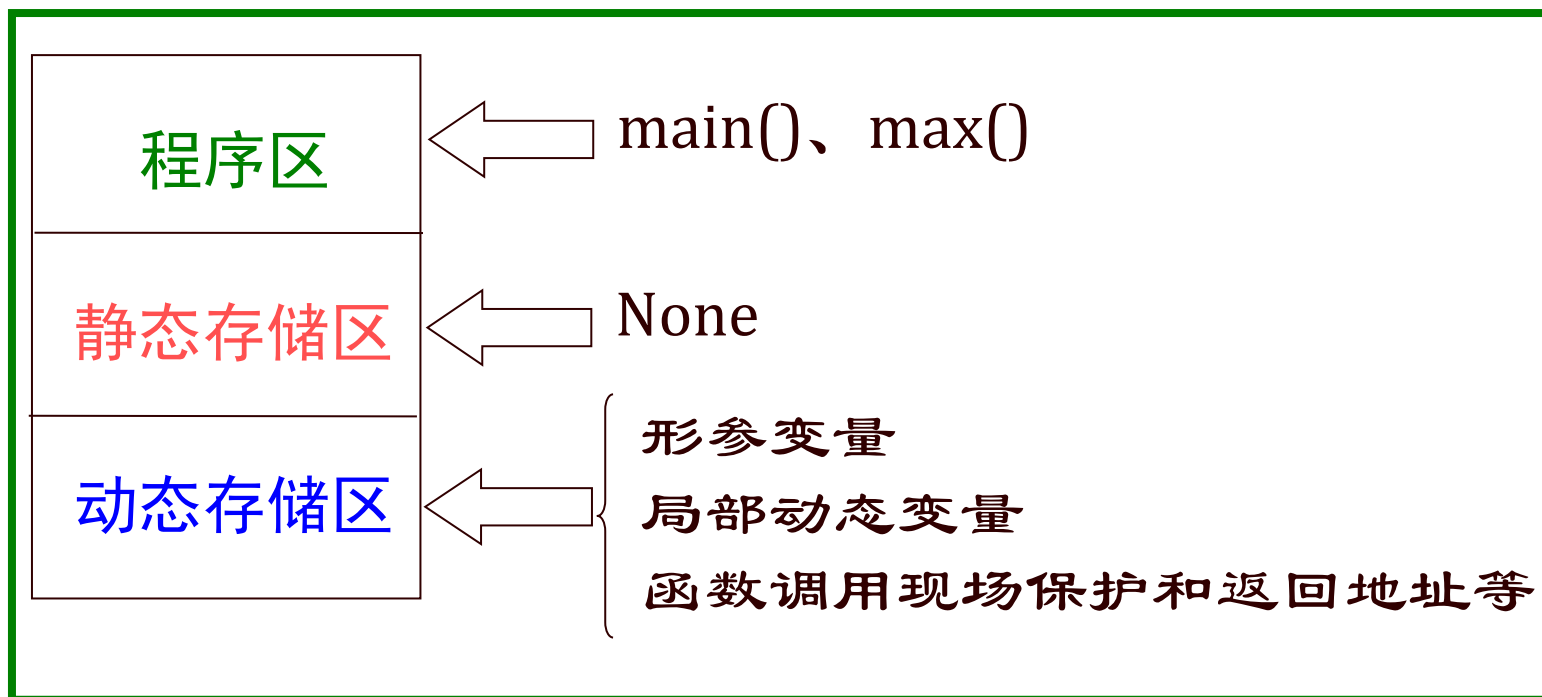 程序区
main()、max()
静态存储区
None
动态存储区
形参变量
局部动态变量
函数调用现场保护和返回地址等